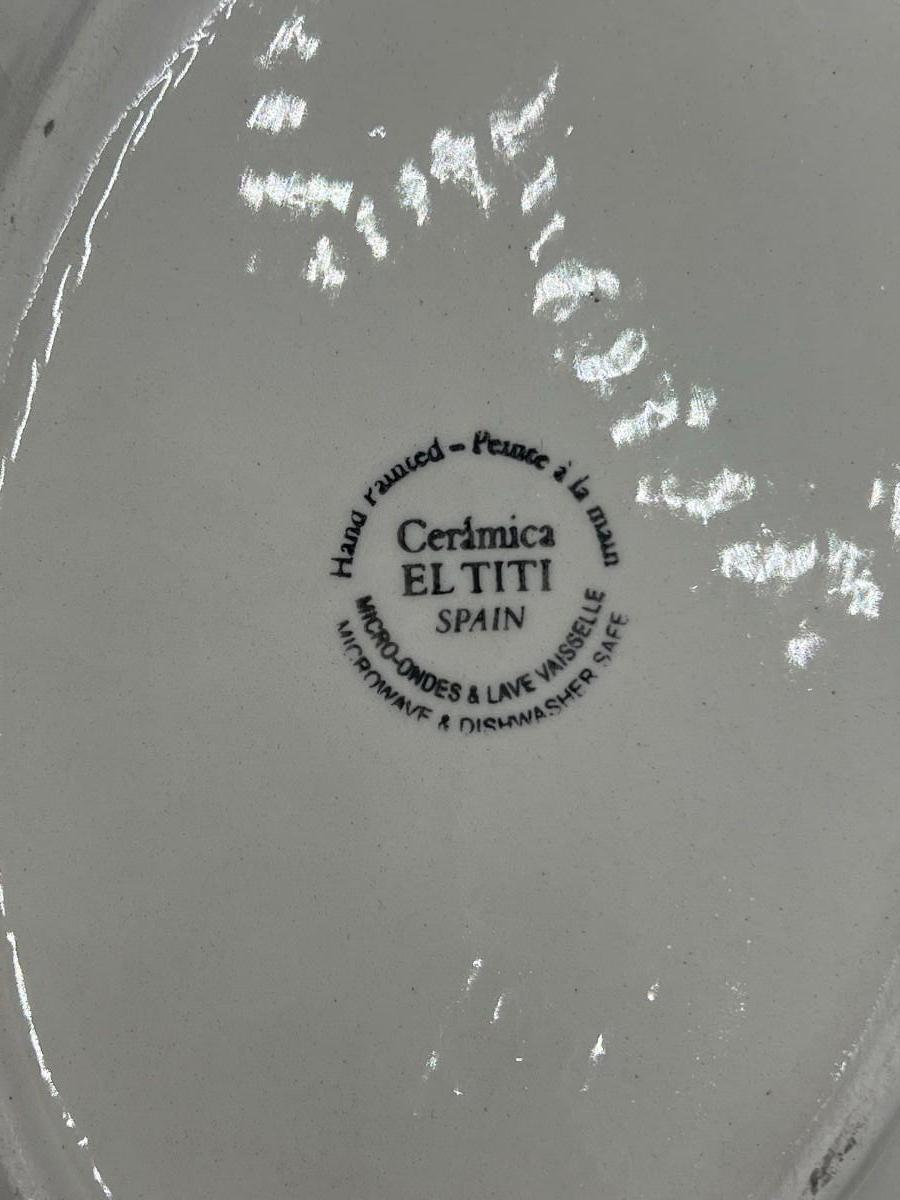 Hand Painted - Peinte à la main
Cerámica
EL TITI
SPAIN
MICRO-ONDES & LAVE VAISSELLE
MICROWAVE & DISHWASHER SAFE